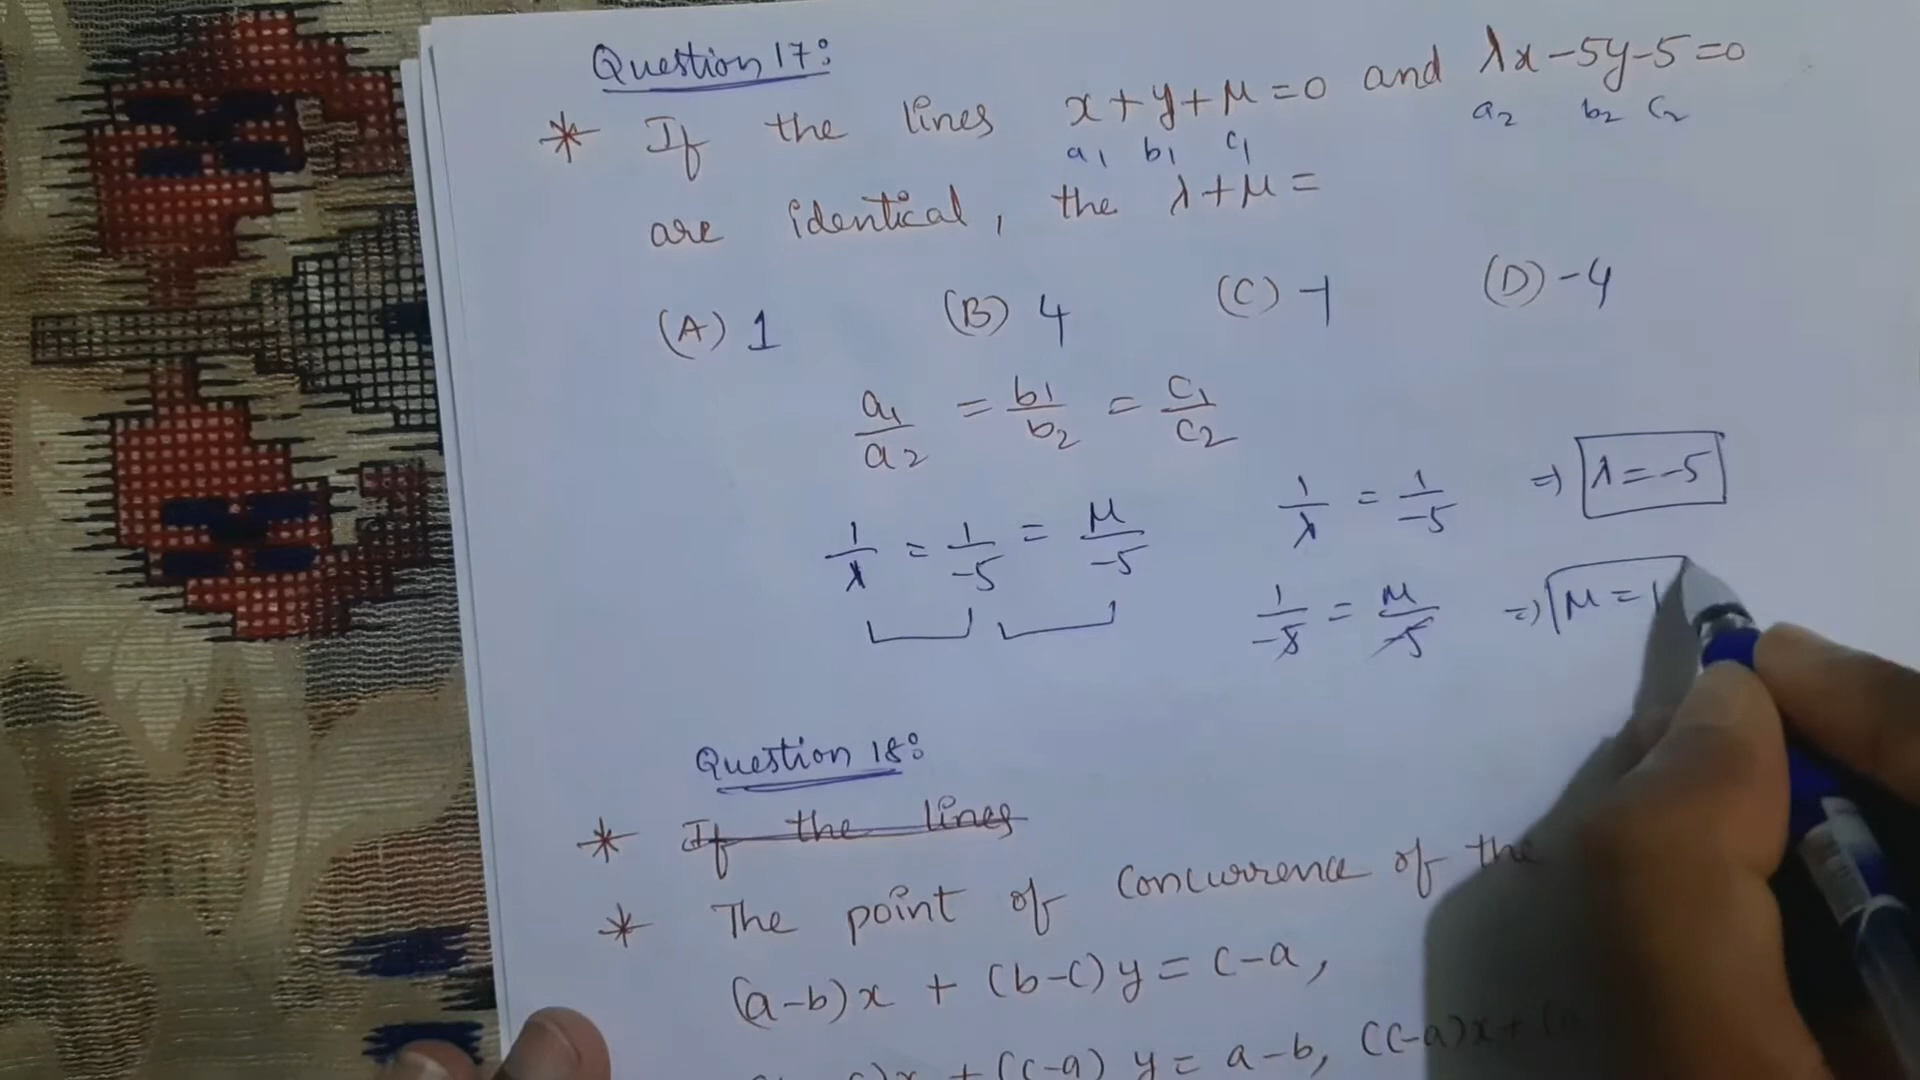 Question 17:
* If the lines x + y + μ = 0 and λx - 5y - 5 = 0
a1 b1 c1 a2 b2 c2
are identical, the λ + μ =
(A) 1 (B) 4 (C) -1 (D) -4
a1/a2 = b1/b2 = c1/c2
1/λ = 1/-5 = μ/-5
1/λ = 1/-5 => λ = -5
1/-5 = μ/-5 => μ = 1
Question 18:
* If the lines
* The point of concurrence of the
(a-b)x + (b-c)y = c-a,
)x + (c-a) y = a-b, (c-a)x +